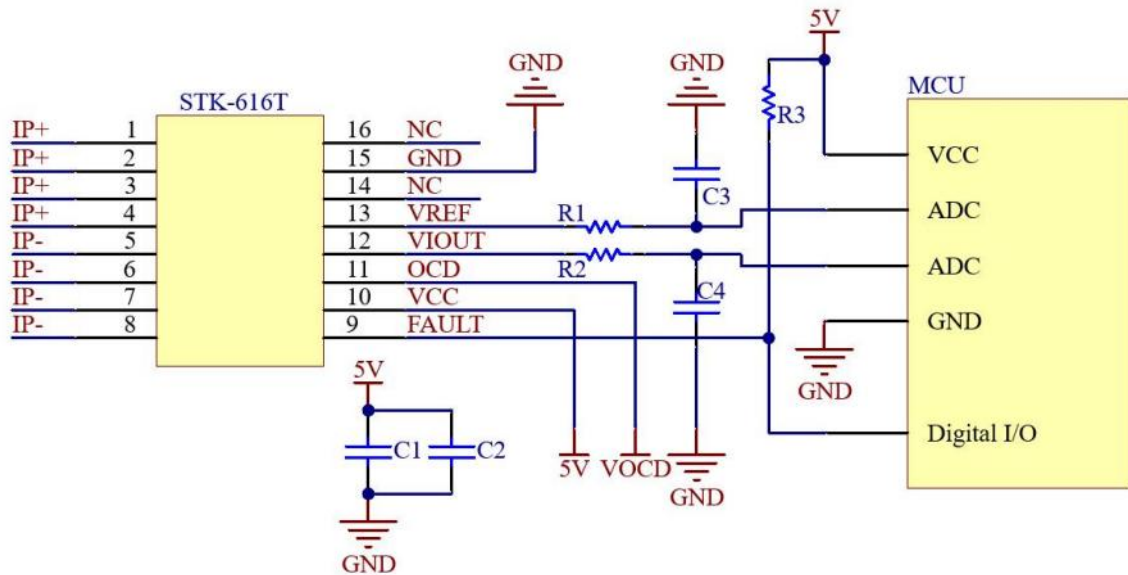 5V
GND
MCU
STK-616T
R3
IP+ 1 16 NC
IP+ 2 15 GND
VCC
IP+ 3 14 NC
C3
IP+ 4 13 VREF R1
ADC
IP- 5 12 VIOUT
R2
ADC
IP- 6 11 OCD
C4
IP- 7 10 VCC
GND
IP- 8 9 FAULT
5V
GND
Digital I/O
C1 C2
5V VOCD
GND
GND